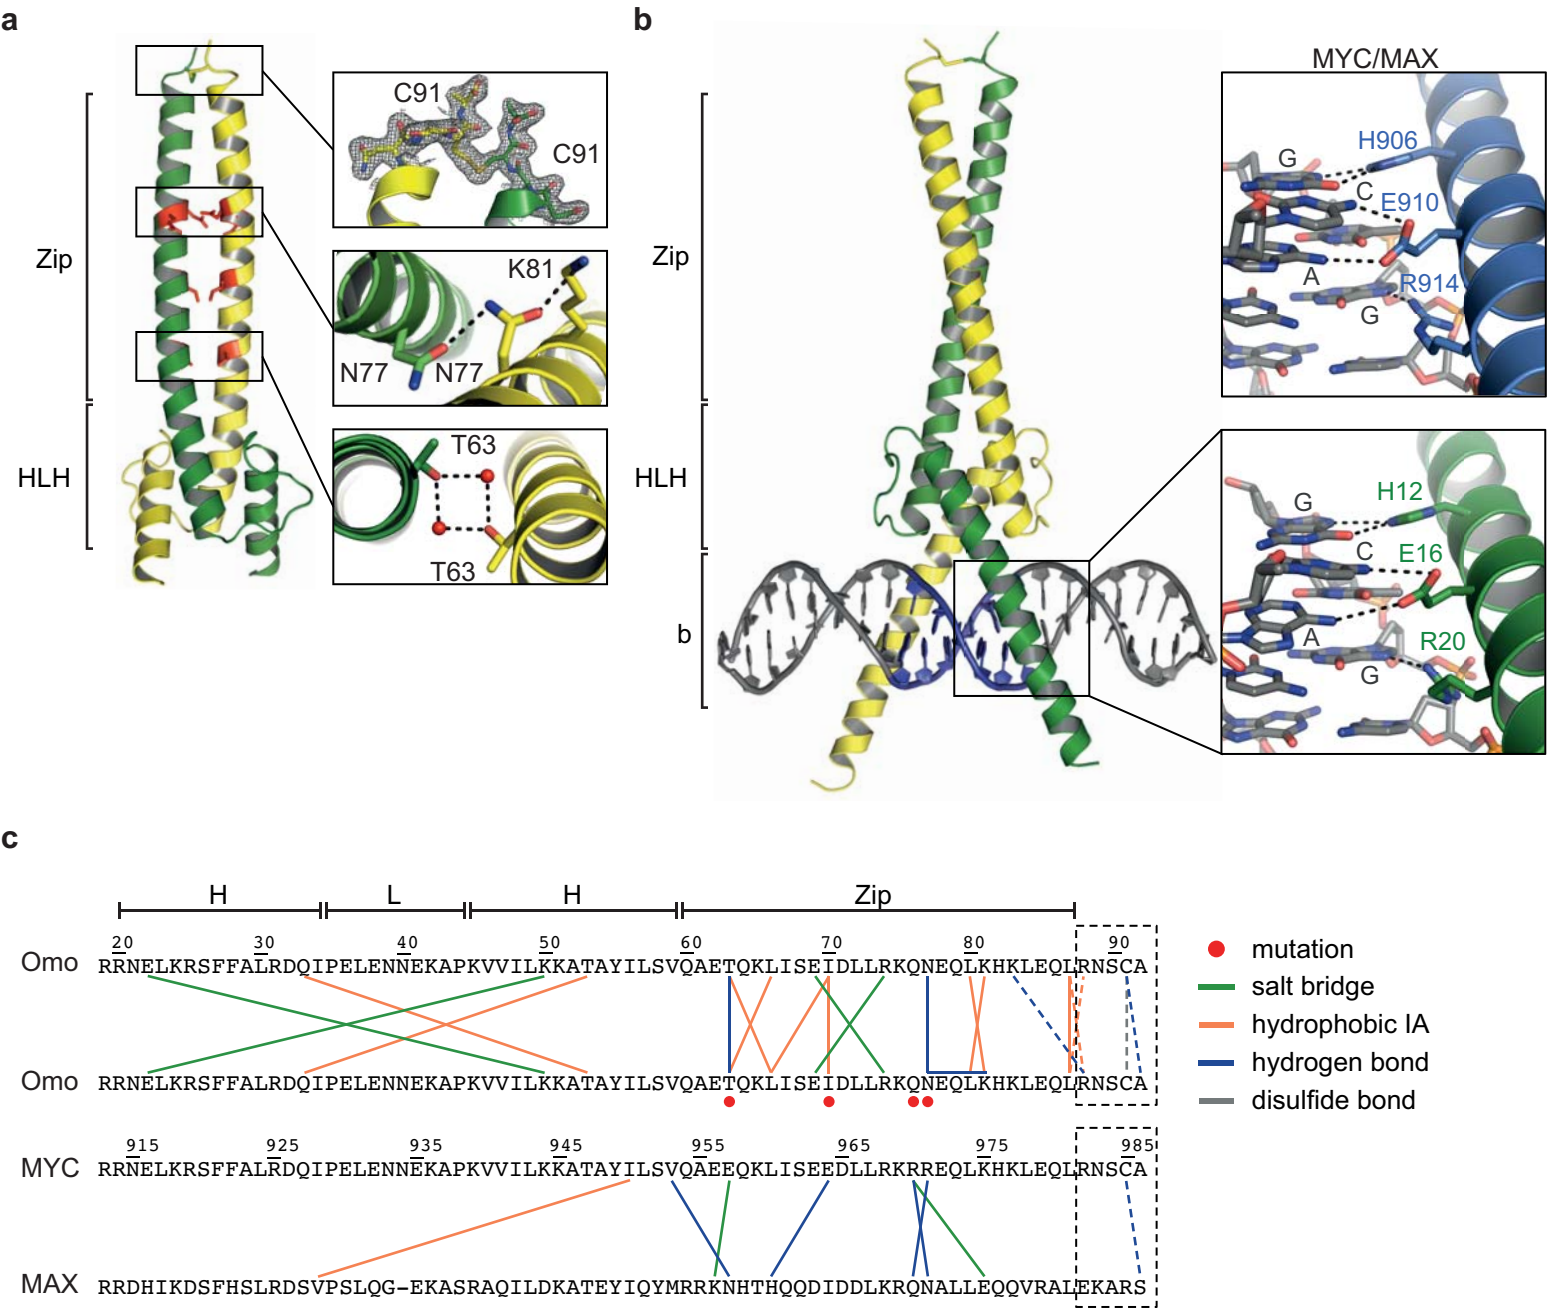 a
Zip
HLH
C91
C91
K81
N77
N77
T63
T63
b
Zip
HLH
b
MYC/MAX
H906
G
C
E910
A
R914
G
H12
G
C
E16
A
R20
G
c
H L H Zip
20 30 40 50 60 70 80 90
Omo RRNELKRSFFALRDQIPELENNEKAPKVVILKKATAYILSVQAETQKLISEIDLLRKQNEQLKHKLEQLRNSCA
Omo RRNELKRSFFALRDQIPELENNEKAPKVVILKKATAYILSVQAETQKLISEIDLLRKQNEQLKHKLEQLRNSCA
915 925 935 945 955 965 975 985
MYC RRNELKRSFFALRDQIPELENNEKAPKVVILKKATAYILSVQAEEQKLISEEDLLRKRREQLKHKLEQLRNSCA
MAX RRDHIKDSFHSLRDSVPSLQG-EKASRAQILDKATEYIQYMRRKNHTHQQDIDDLKRQNALLEQQVRALEKARS
mutation
salt bridge
hydrophobic IA
hydrogen bond
disulfide bond